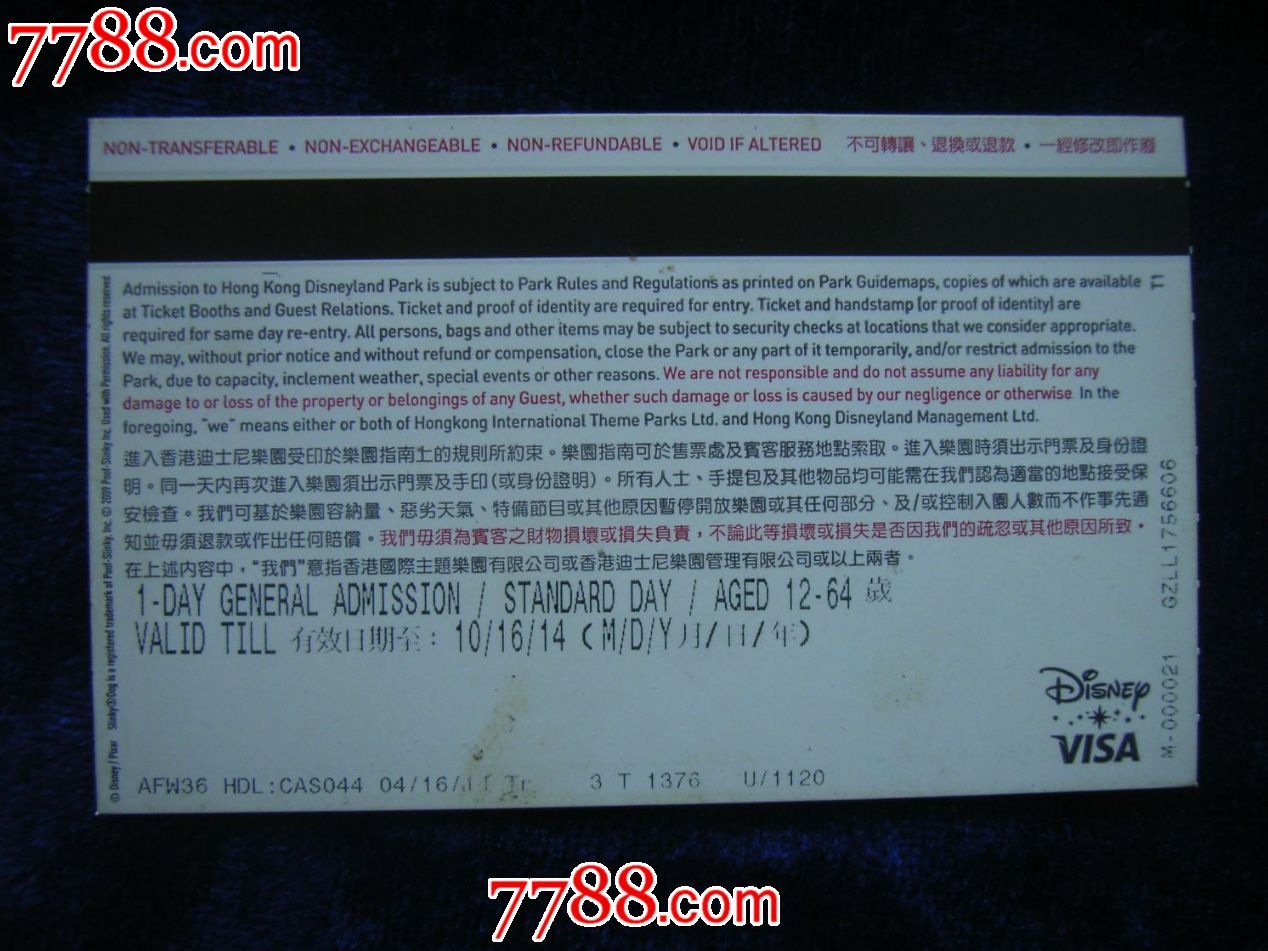 7788.com
NON-TRANSFERABLE • NON-EXCHANGEABLE • NON-REFUNDABLE • VOID IF ALTERED 不可轉讓、退換或退款 • 一經修改即作廢
Admission to Hong Kong Disneyland Park is subject to Park Rules and Regulations as printed on Park Guidemaps, copies of which are available
at Ticket Booths and Guest Relations. Ticket and proof of identity are required for entry. Ticket and handstamp (or proof of identity) are
required for same day re-entry. All persons, bags and other items may be subject to security checks at locations that we consider appropriate.
We may, without prior notice and without refund or compensation, close the Park or any part of it temporarily, and/or restrict admission to the
Park, due to capacity, inclement weather, special events or other reasons. We are not responsible and do not assume any liability for any
damage to or loss of the property or belongings of any Guest, whether such damage or loss is caused by our negligence or otherwise. In the
foregoing, "we" means either or both of Hongkong International Theme Parks Ltd. and Hong Kong Disneyland Management Ltd.
進入香港迪士尼樂園受印於樂園指南上的規則所約束。樂園指南可於售票處及賓客服務地點索取。進入樂園時須出示門票及身份證
明。同一天內再次進入樂園須出示門票及手印(或身份證明)。所有人士、手提包及其他物品均可能需在我們認為適當的地點接受保
安檢查。我們可基於樂園容納量、惡劣天氣、特備節目或其他原因暫停開放樂園或其任何部分、及/或控制入園人數而不作事先通
知並毋須退款或作出任何賠償。我們毋須為賓客之財物損壞或損失負責，不論此等損壞或損失是否因我們的疏忽或其他原因所致。
在上述內容中，"我們"意指香港國際主題樂園有限公司或香港迪士尼樂園管理有限公司或以上兩者。
1-DAY GENERAL ADMISSION / STANDARD DAY / AGED 12-64 歲
VALID TILL 有效日期至: 10/16/14 (M/D/Y月/日/年)
AFW36 HDL:CAS044 04/16/14 3 T 1376 U/1120
DISNEY
VISA
T1
M-000021 GZLL1756606
© Disney / Pixar Slinky® Dog is a registered trademark of Poof-Slinky, Inc. © 2009 Poof-Slinky Inc. Used with Permission. All rights reserved.
7788.com